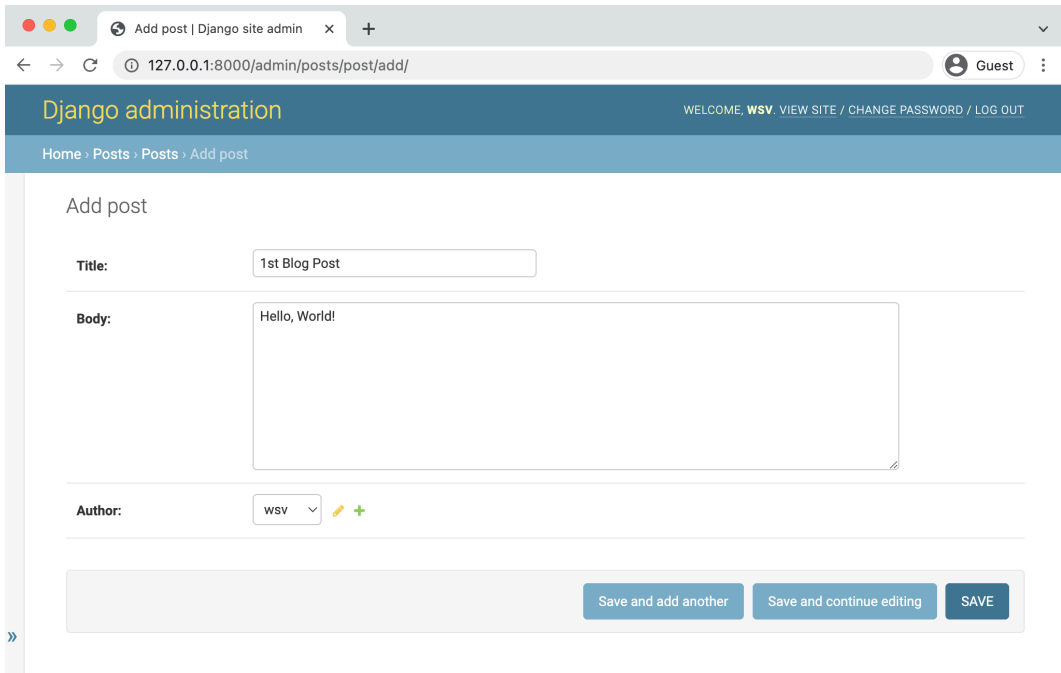 Add post | Django site admin
127.0.0.1:8000/admin/posts/post/add/
Guest
Django administration
WELCOME, WSV. VIEW SITE / CHANGE PASSWORD / LOG OUT
Home › Posts › Posts › Add post
Add post
Title: 1st Blog Post
Body: Hello, World!
Author: wsv
Save and add another Save and continue editing SAVE